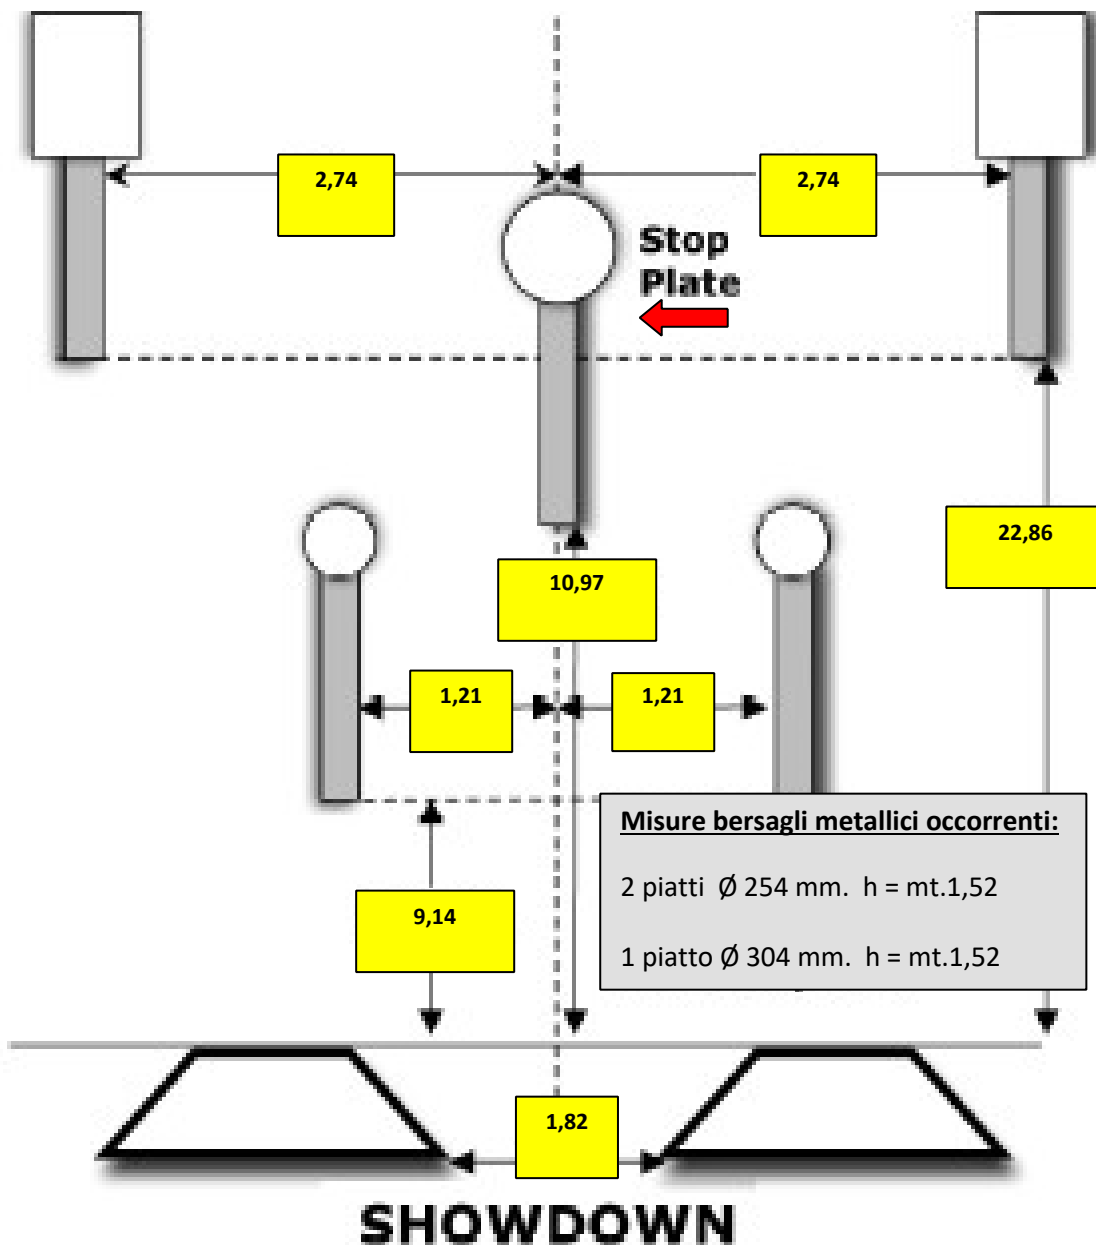 2,74
2,74
Stop
Plate
22,86
10,97
1,21
1,21
Misure bersagli metallici occorrenti:
2 piatti Ø 254 mm. h = mt.1,52
1 piatto Ø 304 mm. h = mt.1,52
9,14
1,82
SHOWDOWN